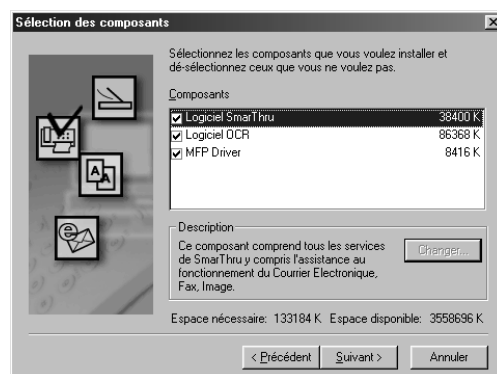 Sélection des composants
Sélectionnez les composants que vous voulez installer et
dé-sélectionnez ceux que vous ne voulez pas.
Composants
Logiciel SmarThru 38400 K
Logiciel OCR 86368 K
MFP Driver 8416 K
Description
Ce composant comprend tous les services
de SmarThru y compris l'assistance au
fonctionnement du Courrier Electronique,
Fax, Image.
Changer...
Espace nécessaire: 133184 K Espace disponible: 3558696 K
< Précédent Suivant > Annuler